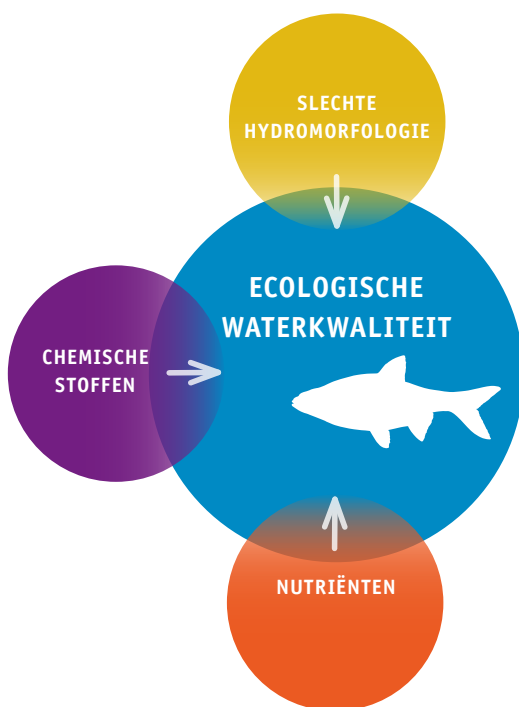 SLECHTE
HYDROMORFOLOGIE
ECOLOGISCHE
WATERKWALITEIT
CHEMISCHE
STOFFEN
NUTRIËNTEN